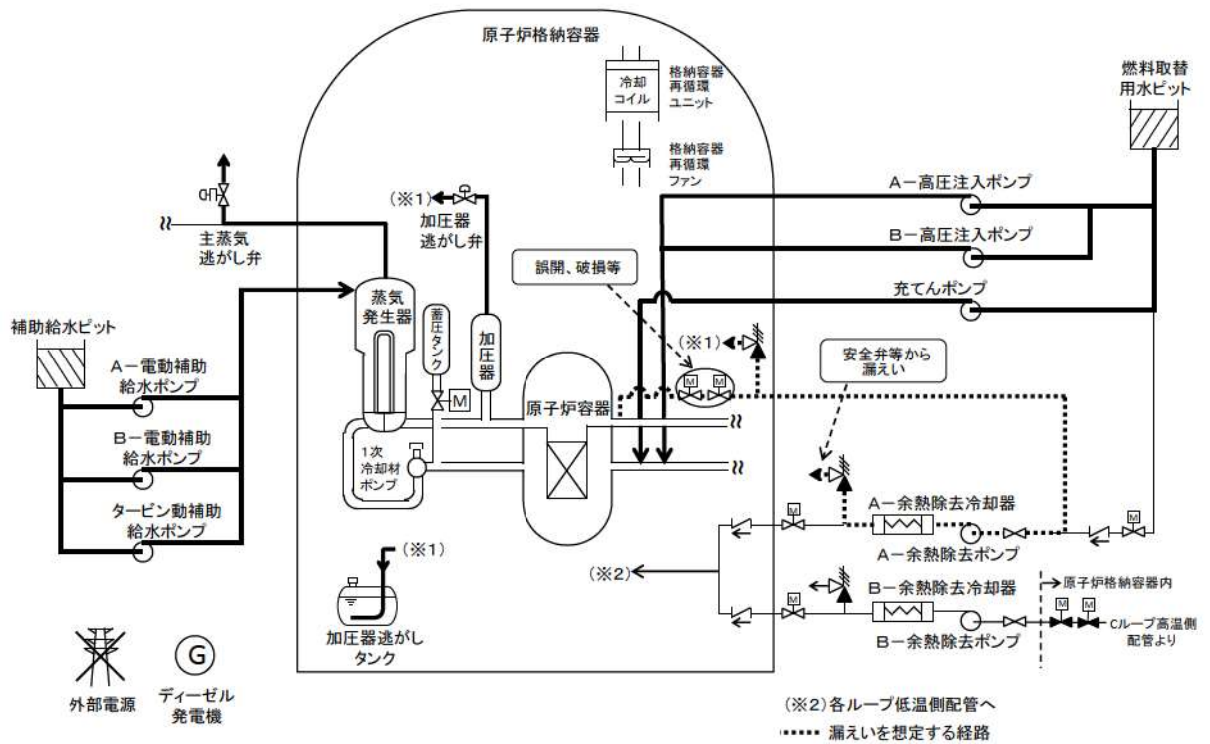 原子炉格納容器
冷却
コイル
格納容器
再循環
ユニット
格納容器
再循環
ファン
燃料取替
用水ピット
A-高圧注入ポンプ
B-高圧注入ポンプ
充てんポンプ
(※1)
加圧器
逃がし弁
主蒸気
逃がし弁
誤開、破損等
(※1)
安全弁等から
漏えい
補助給水ピット
A-電動補助
給水ポンプ
B-電動補助
給水ポンプ
タービン動補助
給水ポンプ
蒸気
発生器
蓄圧タンク
加圧器
M
M
M
原子炉容器
1次
冷却材
ポンプ
M
M
A-余熱除去冷却器
A-余熱除去ポンプ
(※2)
M
B-余熱除去冷却器
B-余熱除去ポンプ
原子炉格納容器内
M
M
Cループ高温側
配管より
(※1)
加圧器逃がし
タンク
外部電源
G
ディーゼル
発電機
(※2)各ループ低温側配管へ
漏えいを想定する経路